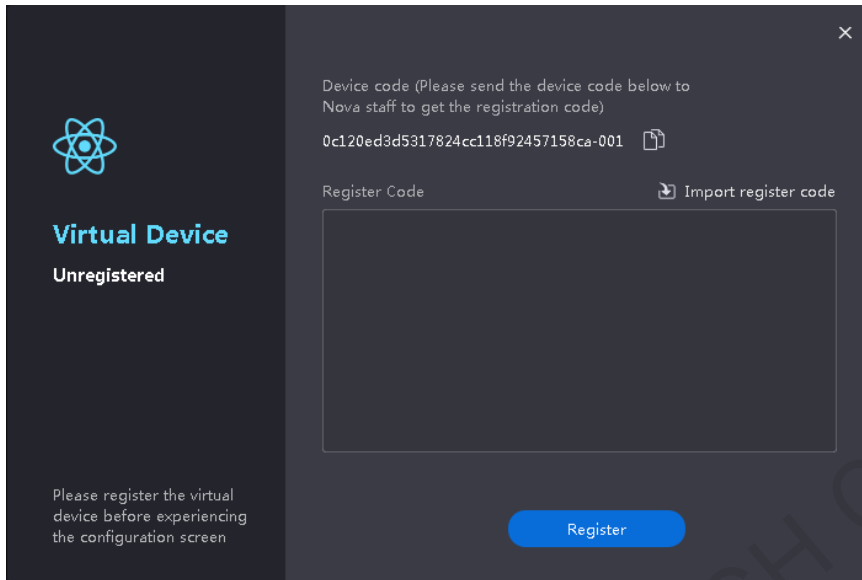 Device code (Please send the device code below to
Nova staff to get the registration code)
0c120ed3d5317824cc118f92457158ca-001
Register Code
Import register code
Virtual Device
Unregistered
Please register the virtual
device before experiencing
the configuration screen
Register